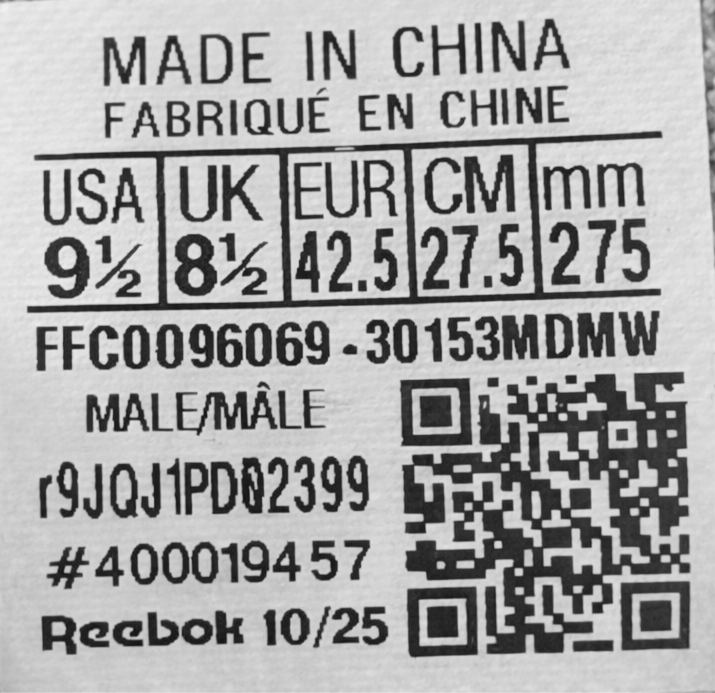 MADE IN CHINA
FABRIQUÉ EN CHINE
USA UK EUR CM mm
9½ 8½ 42.5 27.5 275
FFC0096069-30153MDMW
MALE/MÂLE
#400019457
Reebok 10/25